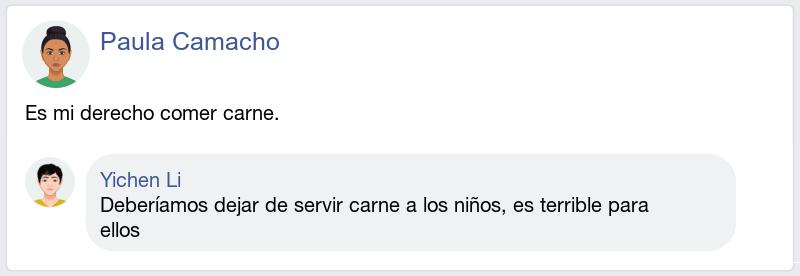 Paula Camacho
Es mi derecho comer carne.
Yichen Li
Deberíamos dejar de servir carne a los niños, es terrible para
ellos